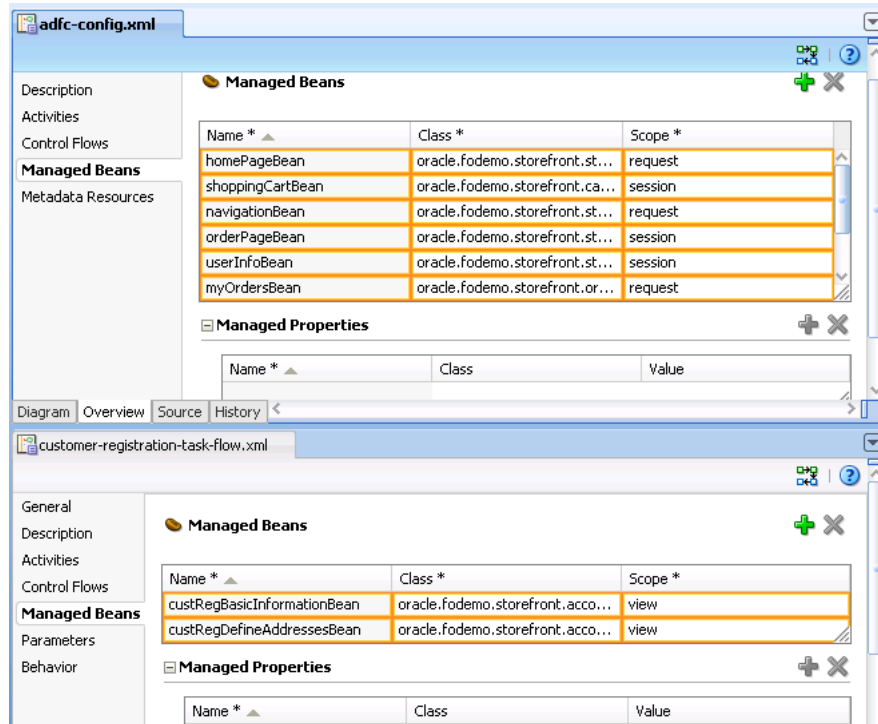 adfc-config.xml
Description
Activities
Control Flows
Managed Beans
Metadata Resources
Managed Beans
Name * Class * Scope *
homePageBean oracle.fodemo.storefront.st... request
shoppingCartBean oracle.fodemo.storefront.ca... session
navigationBean oracle.fodemo.storefront.st... request
orderPageBean oracle.fodemo.storefront.st... session
userInfoBean oracle.fodemo.storefront.st... session
myOrdersBean oracle.fodemo.storefront.or... request
Managed Properties
Name * Class Value
Diagram Overview Source History
customer-registration-task-flow.xml
General
Description
Activities
Control Flows
Managed Beans
Parameters
Behavior
Managed Beans
Name * Class * Scope *
custRegBasicInformationBean oracle.fodemo.storefront.acco... view
custRegDefineAddressesBean oracle.fodemo.storefront.acco... view
Managed Properties
Name * Class Value